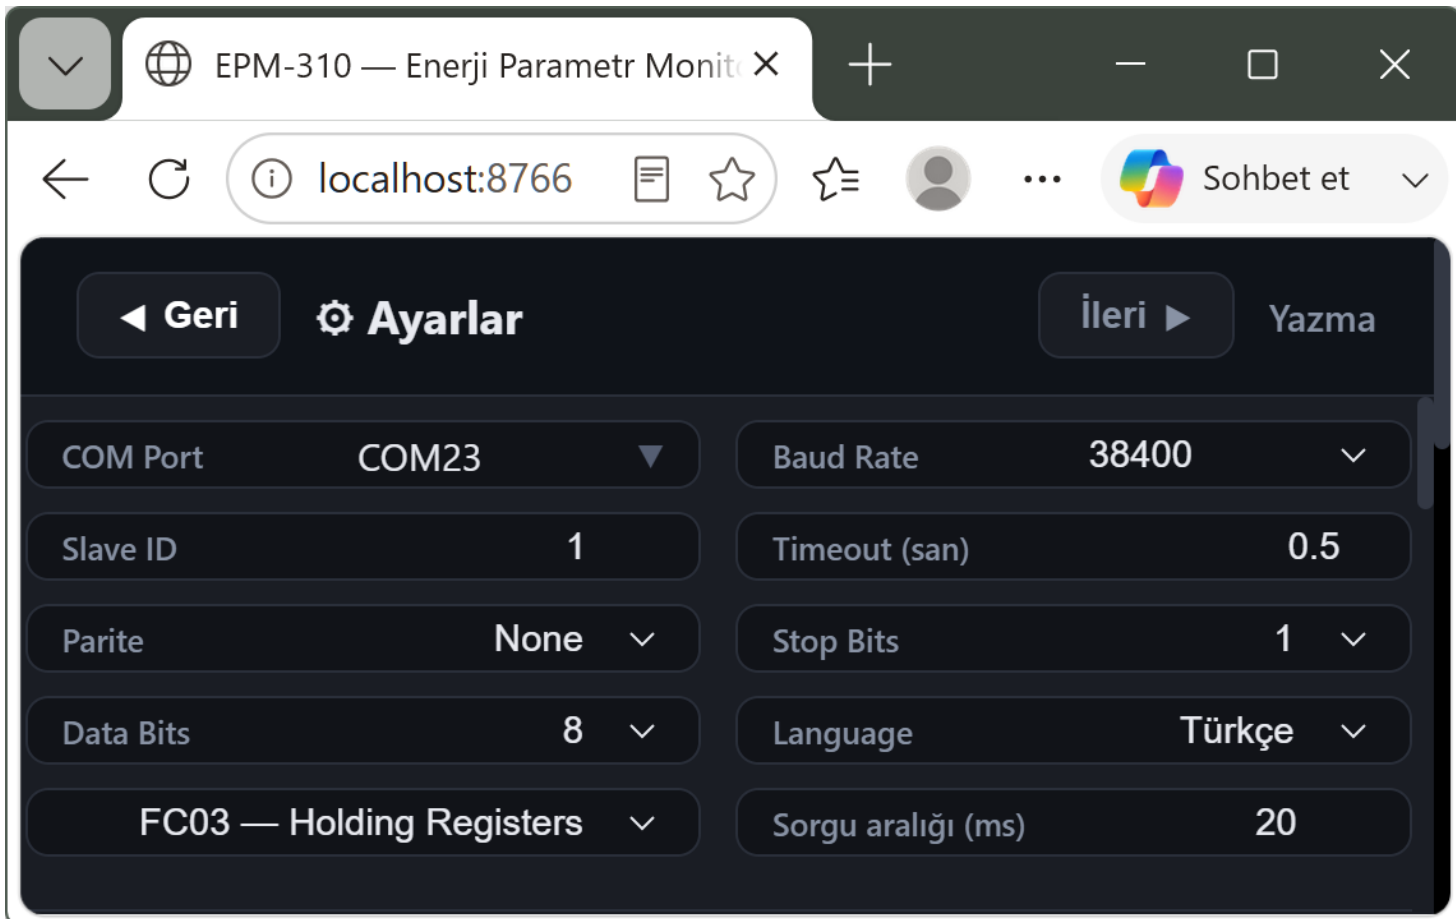 EPM-310 — Enerji Parametr Monit
localhost:8766
Sohbet et
Geri
Ayarlar
İleri
Yazma
COM Port COM23
Baud Rate 38400
Slave ID 1
Timeout (san) 0.5
Parite None
Stop Bits 1
Data Bits 8
Language Türkçe
FC03 — Holding Registers
Sorgu aralığı (ms) 20